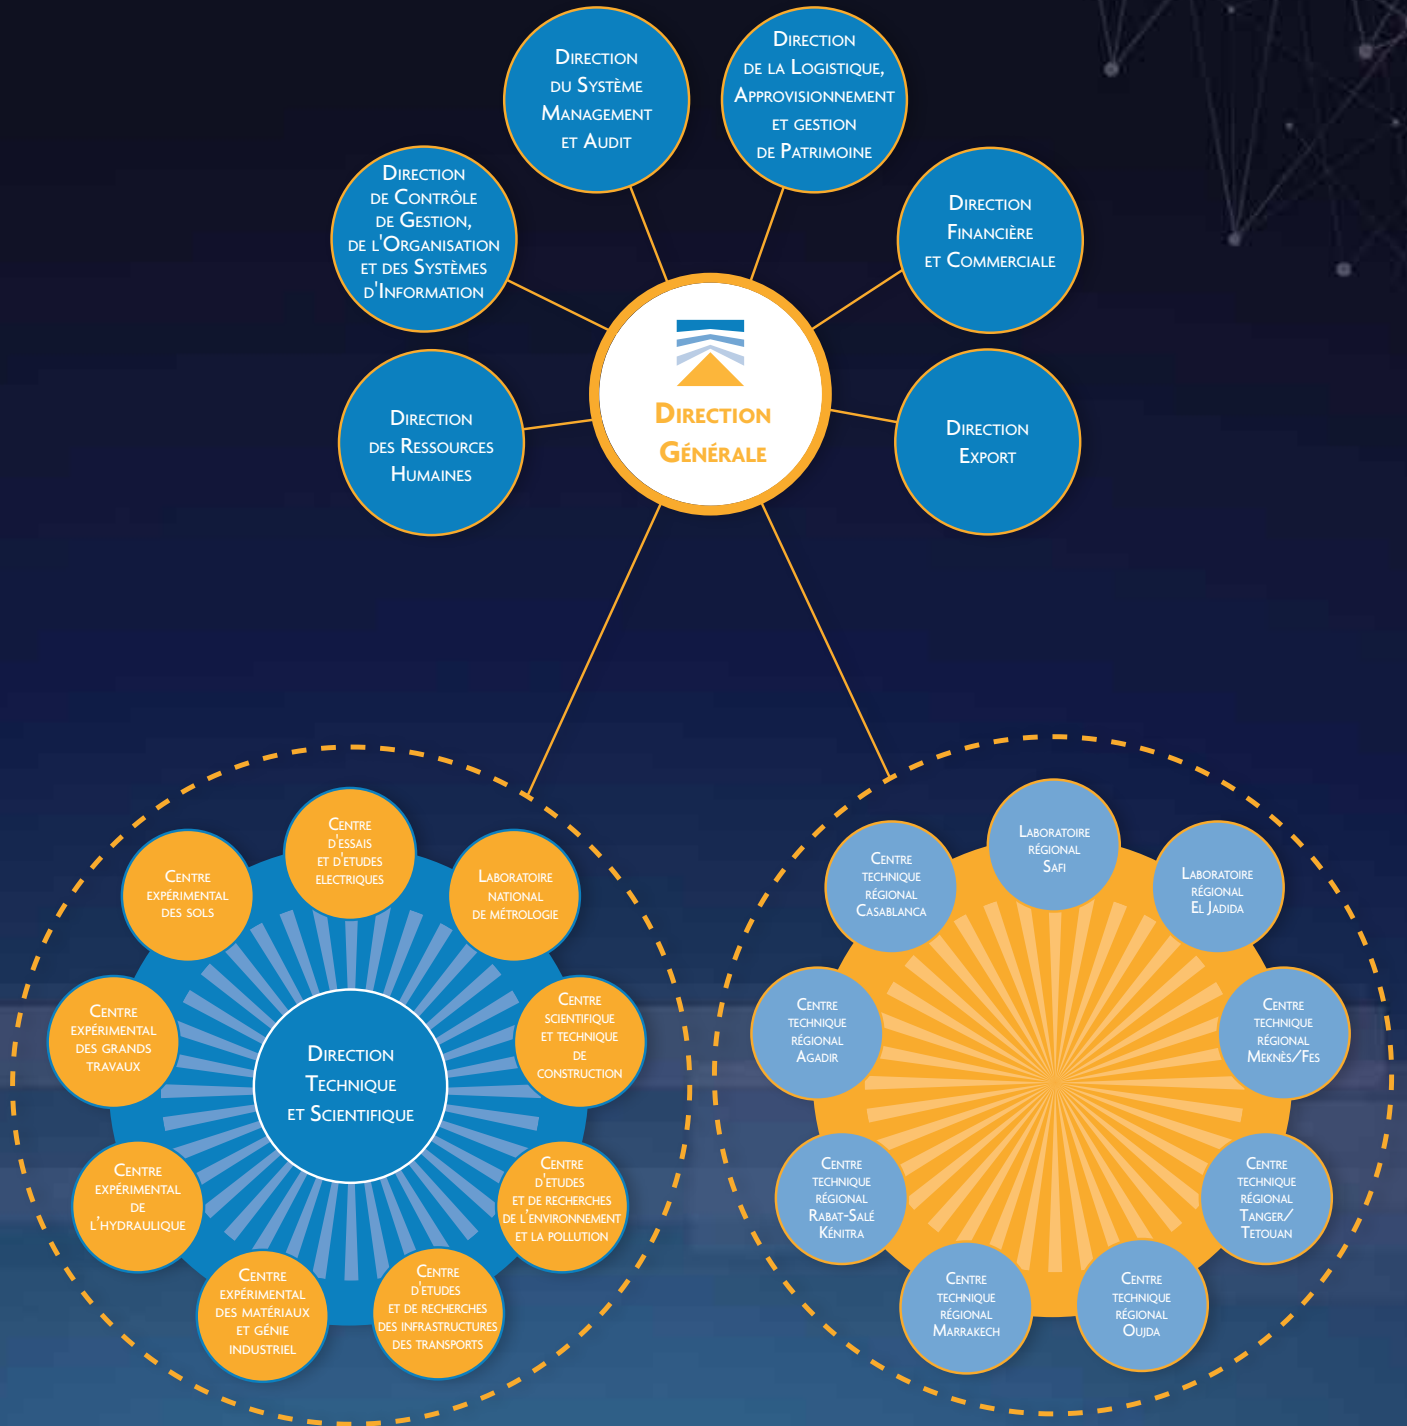 Direction
du Système
Management
et Audit
Direction
de la Logistique,
Approvisionnement
et gestion
de Patrimoine
Direction
de Contrôle
de Gestion,
de l'Organisation
et des Systèmes
d'Information
Direction
Financière
et Commerciale
Direction
des Ressources
Humaines
Direction
Générale
Direction
Export
Centre
d'essais
et d'etudes
electriques
Centre
expérimental
des sols
Laboratoire
national
de métrologie
Centre
expérimental
des grands
travaux
Centre
scientifique
et technique
de
construction
Direction
Technique
et Scientifique
Centre
expérimental
de
l'hydraulique
Centre
d'etudes
et de recherches
de l'environnement
et la pollution
Centre
expérimental
des matériaux
et génie
industriel
Centre
d'etudes
et de recherches
des infrastructures
des transports
Laboratoire
régional
Safi
Centre
technique
régional
Casablanca
Laboratoire
régional
El Jadida
Centre
technique
régional
Agadir
Centre
technique
régional
Meknès/Fes
Centre
technique
régional
Rabat-Salé
Kénitra
Centre
technique
régional
Tanger/
Tetouan
Centre
technique
régional
Marrakech
Centre
technique
régional
Oujda